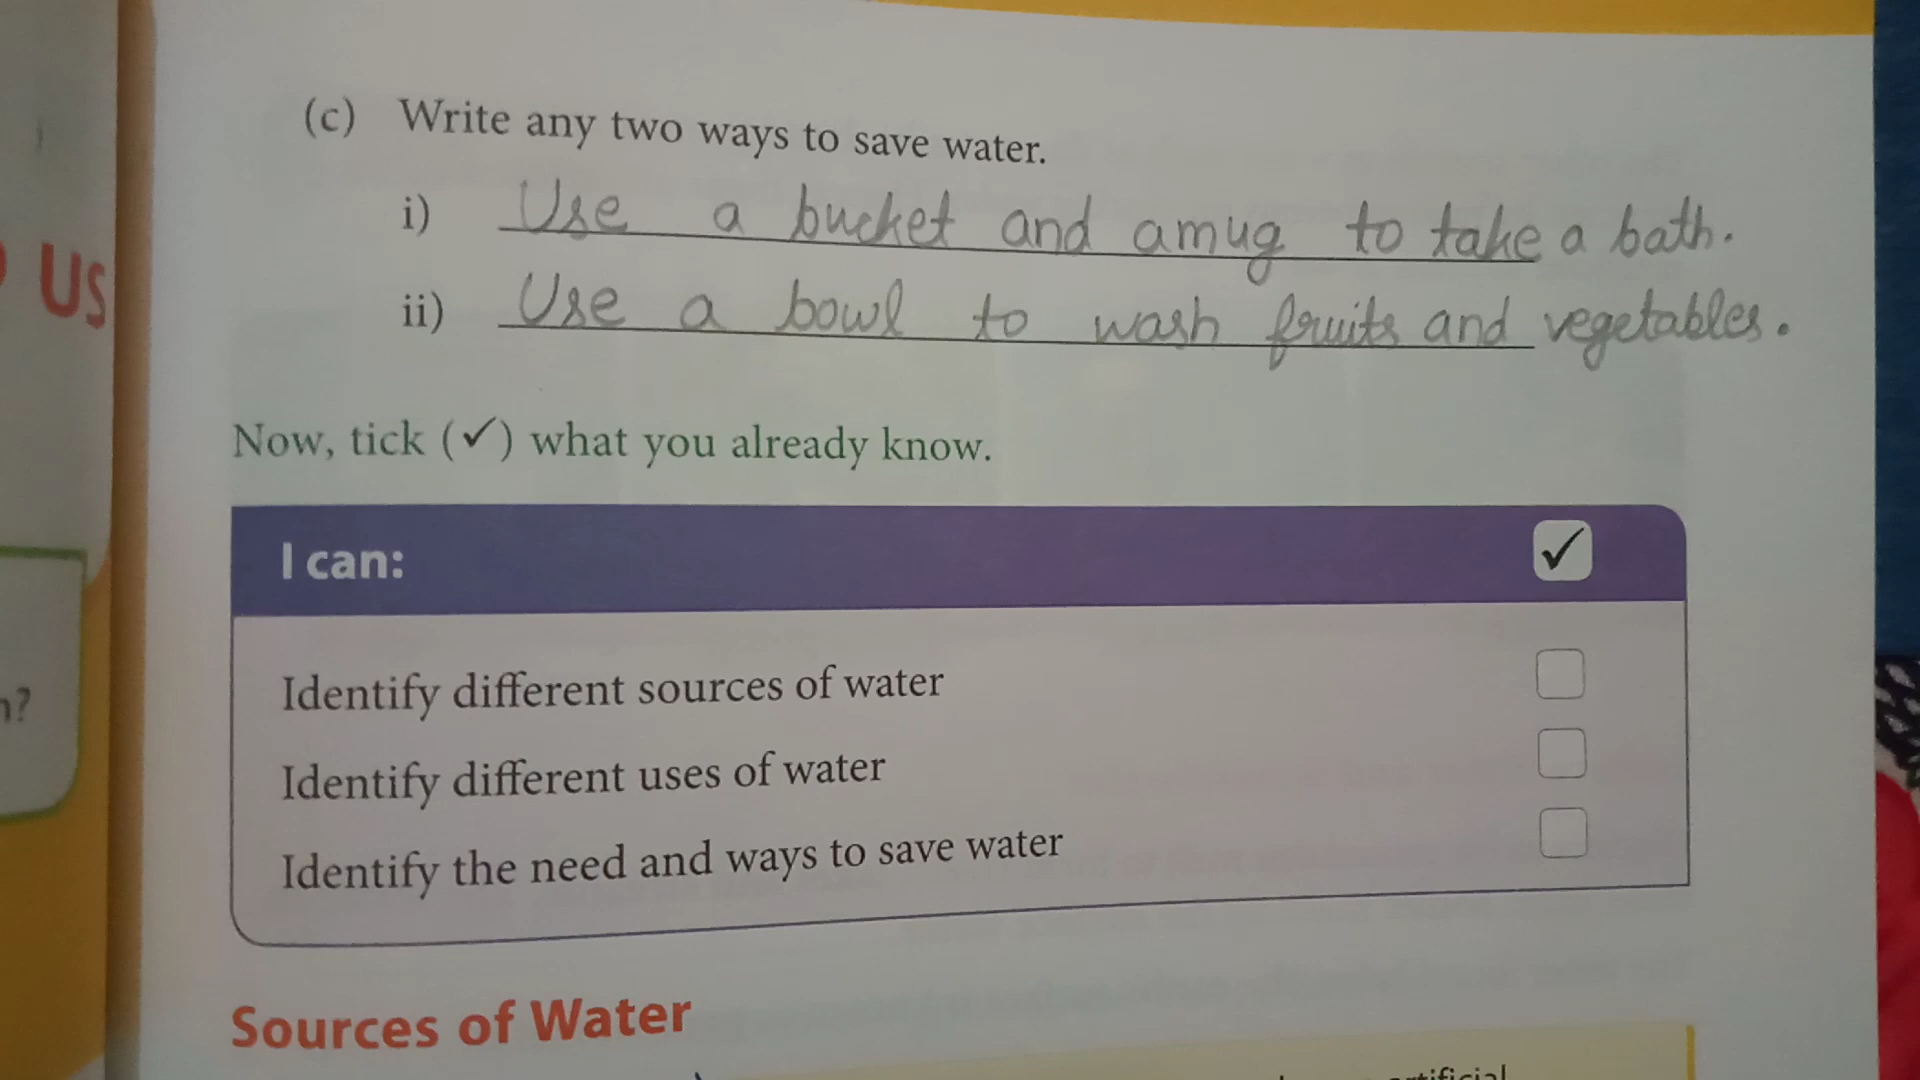 (c) Write any two ways to save water.
i) Use a bucket and amug to take a bath.
ii) Use a bowl to wash fruits and vegetables.
US
Now, tick (✓) what you already know.
I can: ✓
Identify different sources of water
Identify different uses of water
Identify the need and ways to save water
Sources of Water